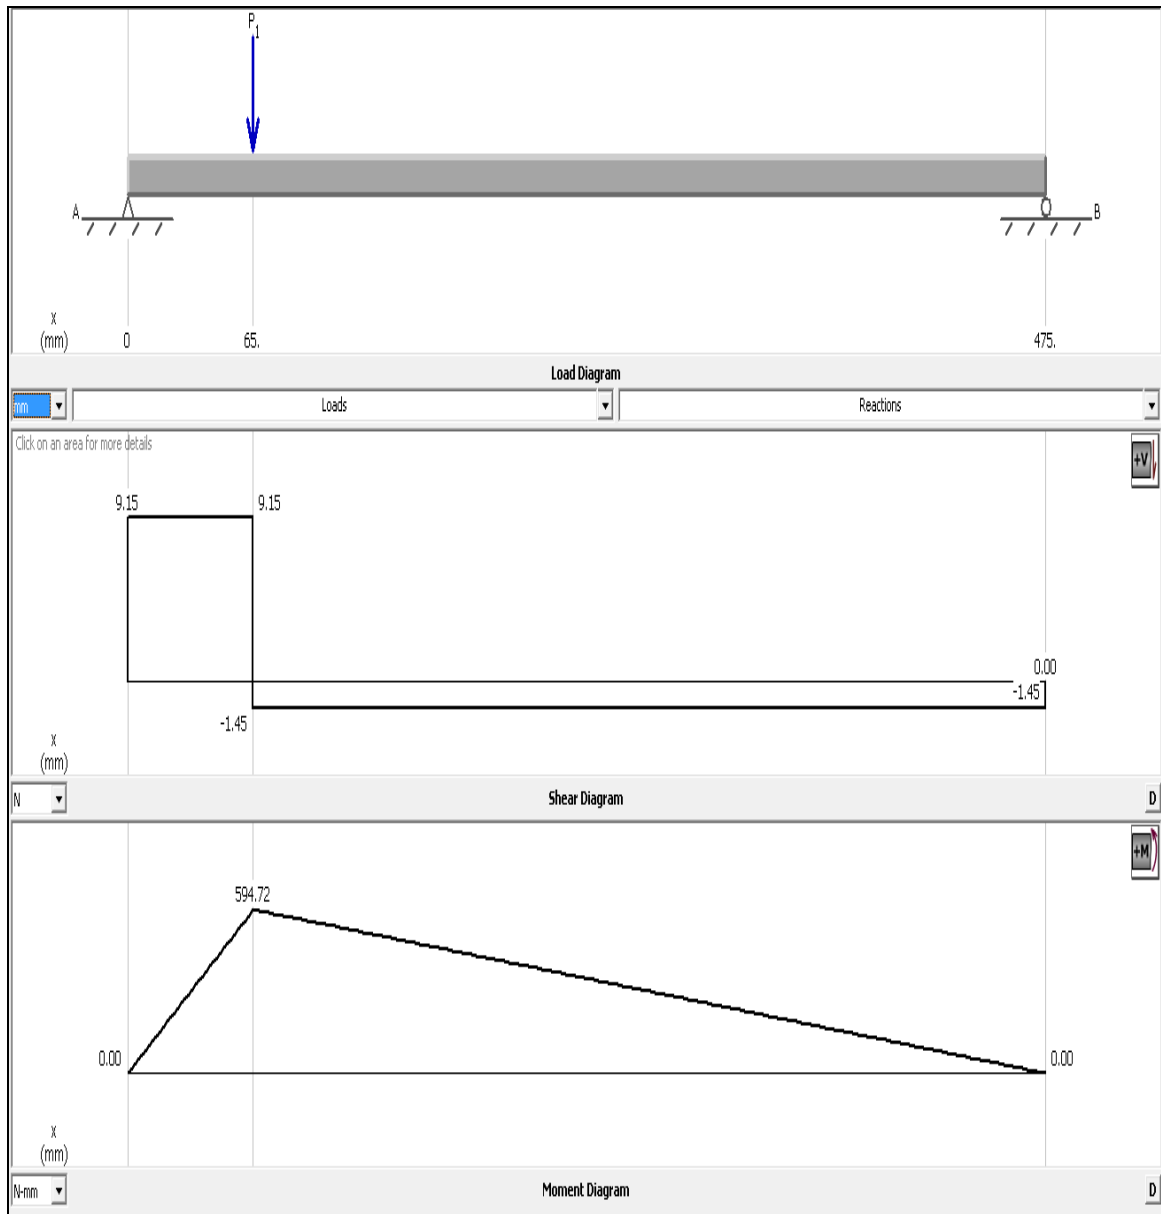 P1
A
B
x
(mm)
0
65.
475.
Load Diagram
mm
Loads
Reactions
Click on an area for more details
+V
9.15
9.15
0.00
-1.45
-1.45
x
(mm)
N
Shear Diagram
D
+M
594.72
0.00
0.00
x
(mm)
N-mm
Moment Diagram
D